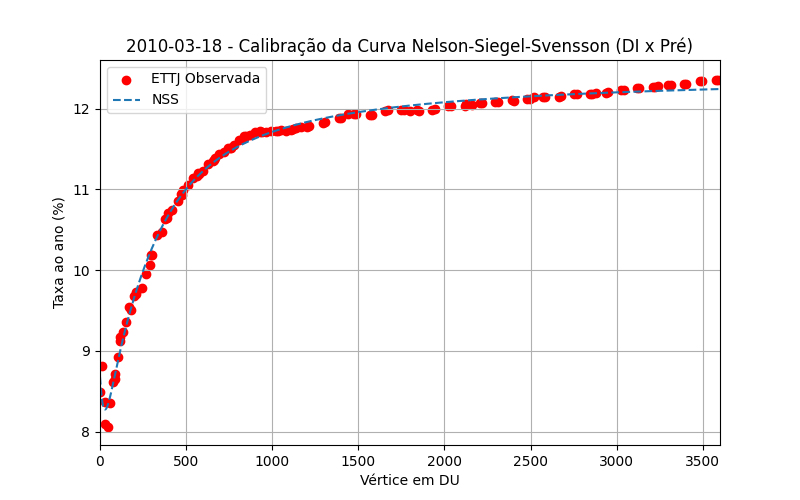 2010-03-18 - Calibração da Curva Nelson-Siegel-Svensson (DI x Pré)
ETTJ Observada
NSS
Taxa ao ano (%)
12
11
10
9
8
0 500 1000 1500 2000 2500 3000 3500
Vértice em DU